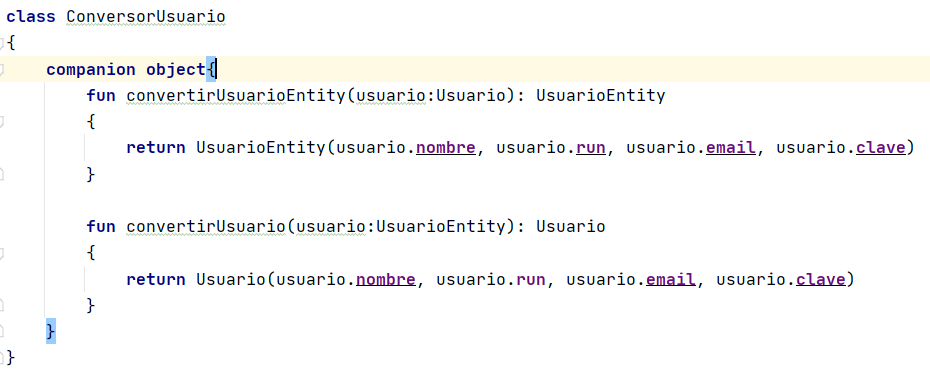 class ConversorUsuario
{
companion object{
fun convertirUsuarioEntity(usuario:Usuario): UsuarioEntity
{
return UsuarioEntity(usuario.nombre, usuario.run, usuario.email, usuario.clave)
}
fun convertirUsuario(usuario:UsuarioEntity): Usuario
{
return Usuario(usuario.nombre, usuario.run, usuario.email, usuario.clave)
}
}
}